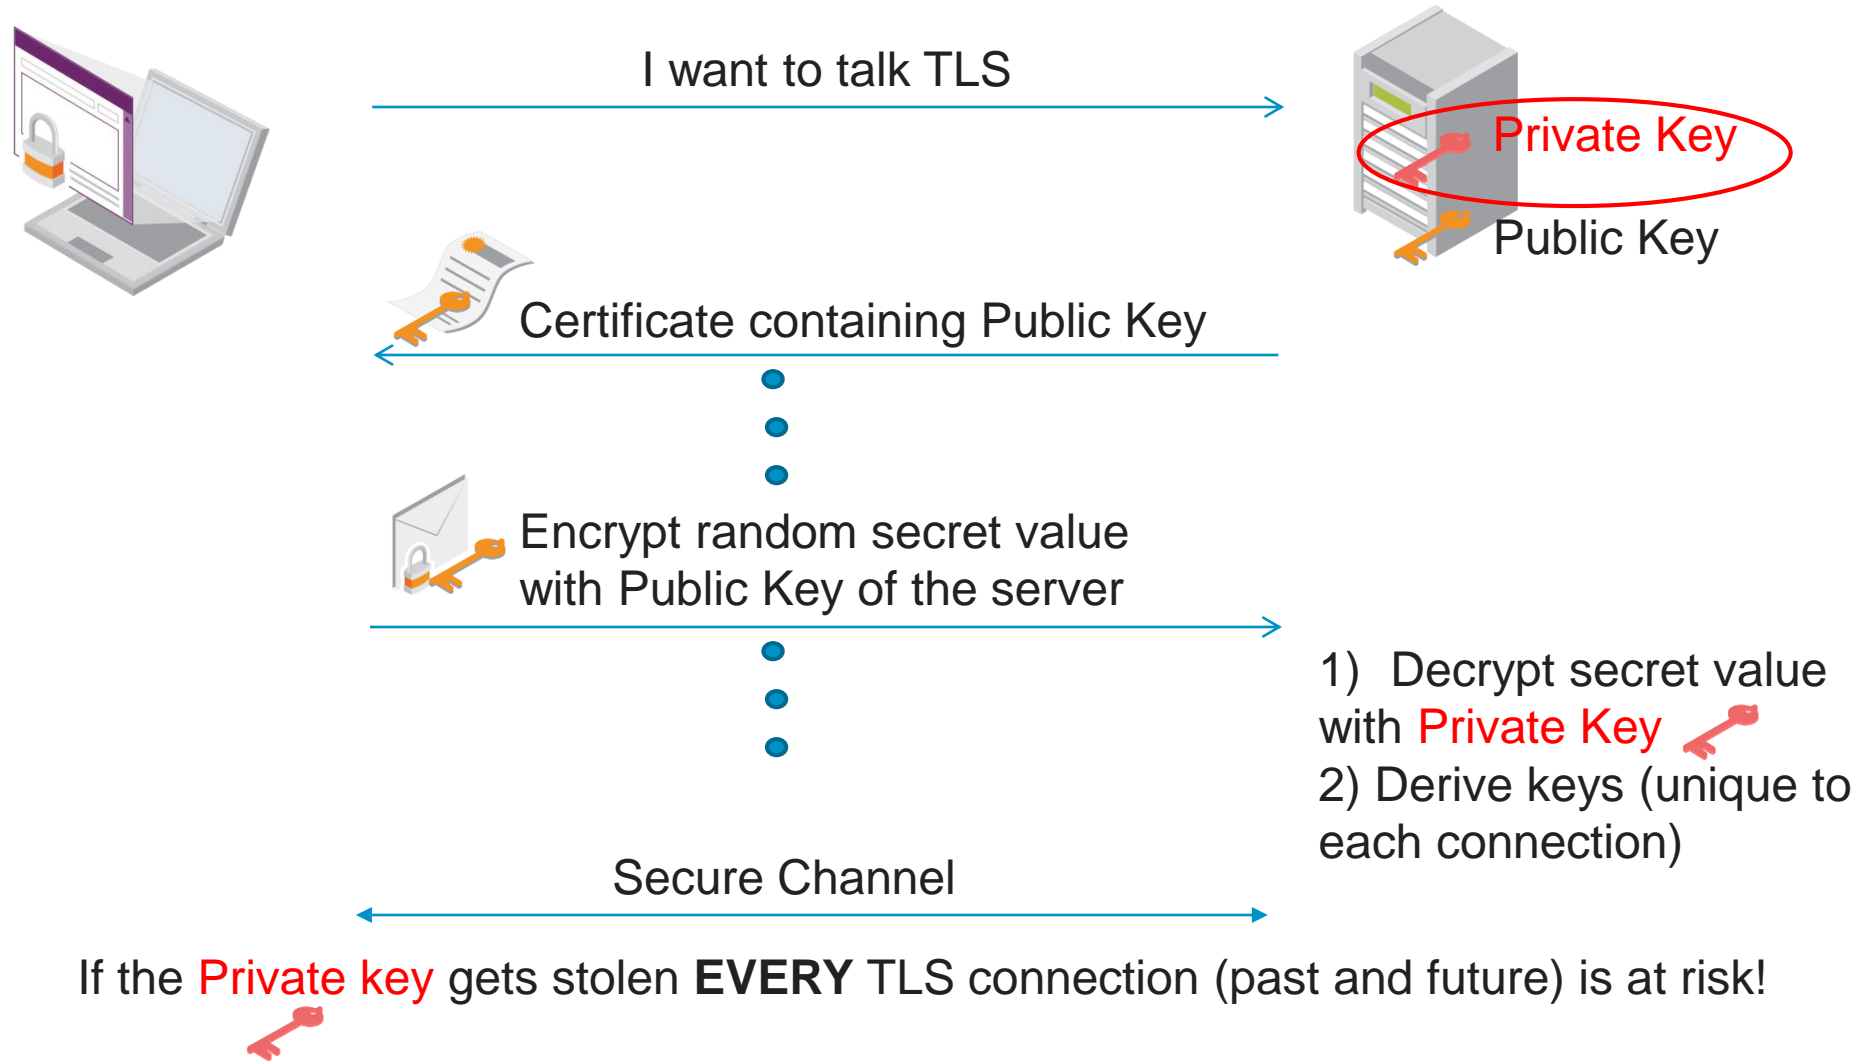 I want to talk TLS
Private Key
Public Key
Certificate containing Public Key
Encrypt random secret value
with Public Key of the server
1) Decrypt secret value
with Private Key
2) Derive keys (unique to
each connection)
Secure Channel
If the Private key gets stolen EVERY TLS connection (past and future) is at risk!